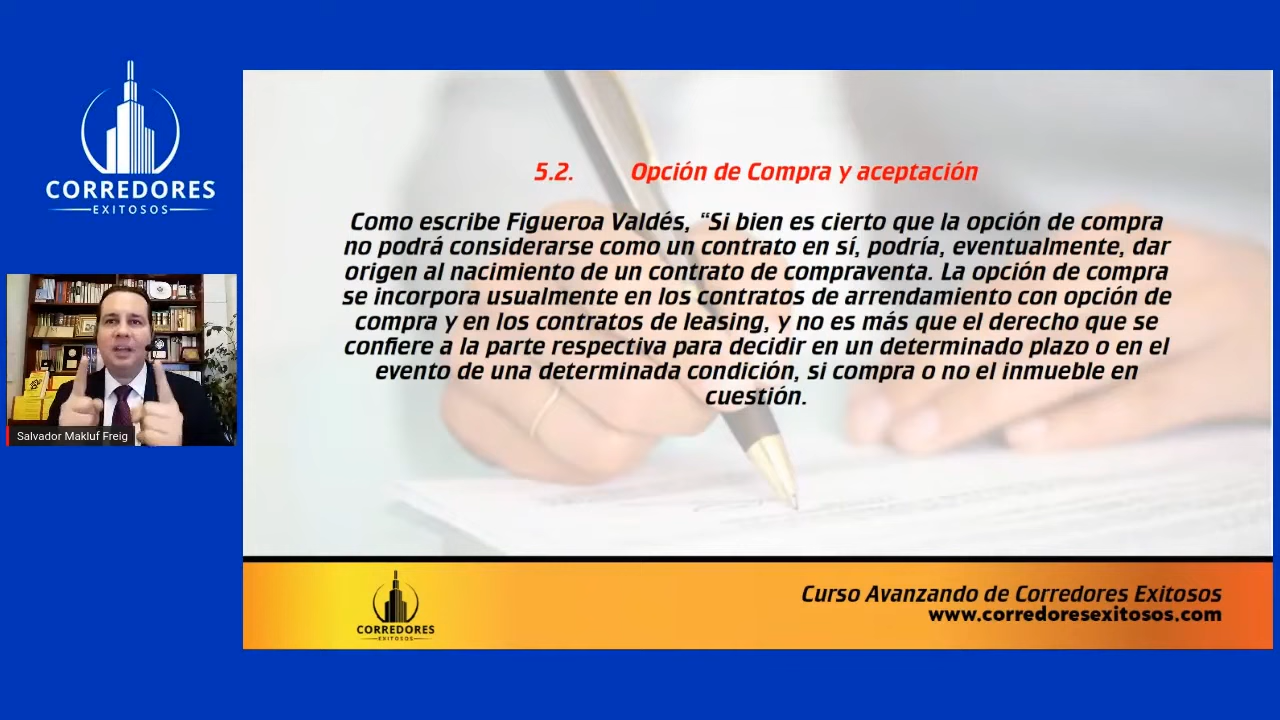 CORREDORES
EXITOSOS
Salvador Makluf Freig
5.2. Opción de Compra y aceptación
Como escribe Figueroa Valdés, “Si bien es cierto que la opción de compra
no podrá considerarse como un contrato en sí, podría, eventualmente, dar
origen al nacimiento de un contrato de compraventa. La opción de compra
se incorpora usualmente en los contratos de arrendamiento con opción de
compra y en los contratos de leasing, y no es más que el derecho que se
confiere a la parte respectiva para decidir en un determinado plazo o en el
evento de una determinada condición, si compra o no el inmueble en
cuestión.
CORREDORES
EXITOSOS
Curso Avanzando de Corredores Exitosos
www.corredoresexitosos.com